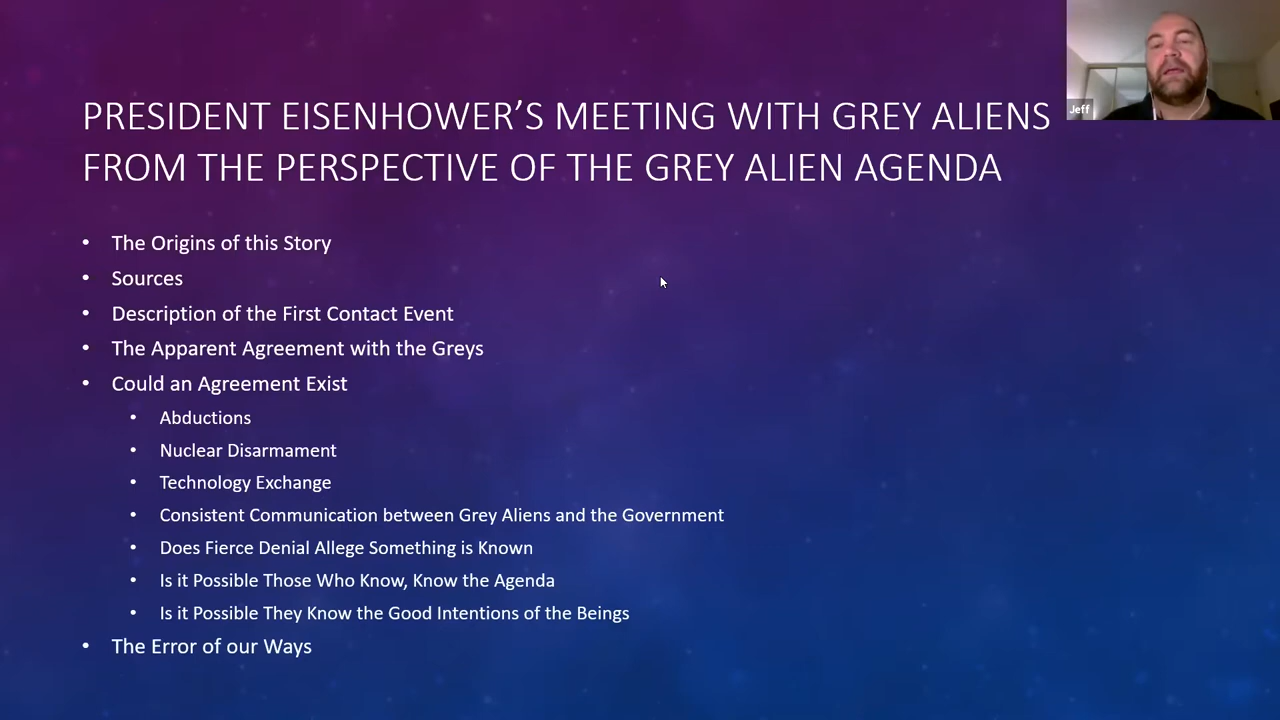 PRESIDENT EISENHOWER’S MEETING WITH GREY ALIENS
FROM THE PERSPECTIVE OF THE GREY ALIEN AGENDA
Jeff
• The Origins of this Story
• Sources
• Description of the First Contact Event
• The Apparent Agreement with the Greys
• Could an Agreement Exist
• Abductions
• Nuclear Disarmament
• Technology Exchange
• Consistent Communication between Grey Aliens and the Government
• Does Fierce Denial Allege Something is Known
• Is it Possible Those Who Know, Know the Agenda
• Is it Possible They Know the Good Intentions of the Beings
• The Error of our Ways